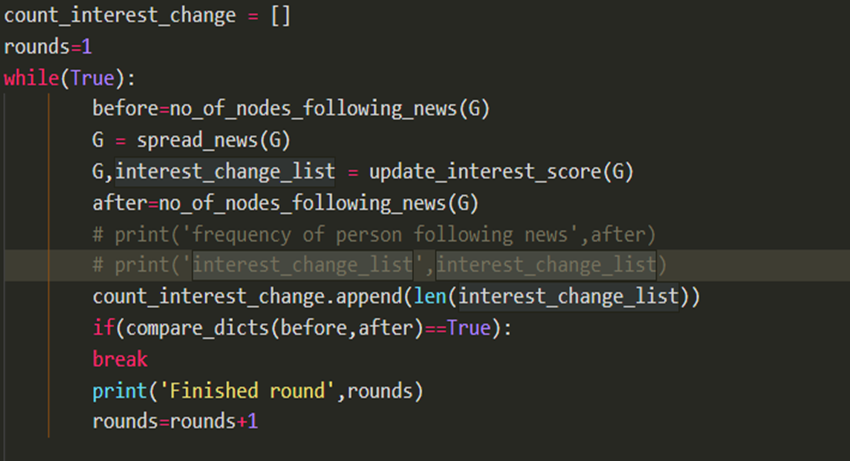 count_interest_change = []
rounds=1
while(True):
        before=no_of_nodes_following_news(G)
        G = spread_news(G)
        G,interest_change_list = update_interest_score(G)
        after=no_of_nodes_following_news(G)
        # print('frequency of person following news',after)
        # print('interest_change_list',interest_change_list)
        count_interest_change.append(len(interest_change_list))
        if(compare_dicts(before,after)==True):
        break
        print('Finished round',rounds)
        rounds=rounds+1